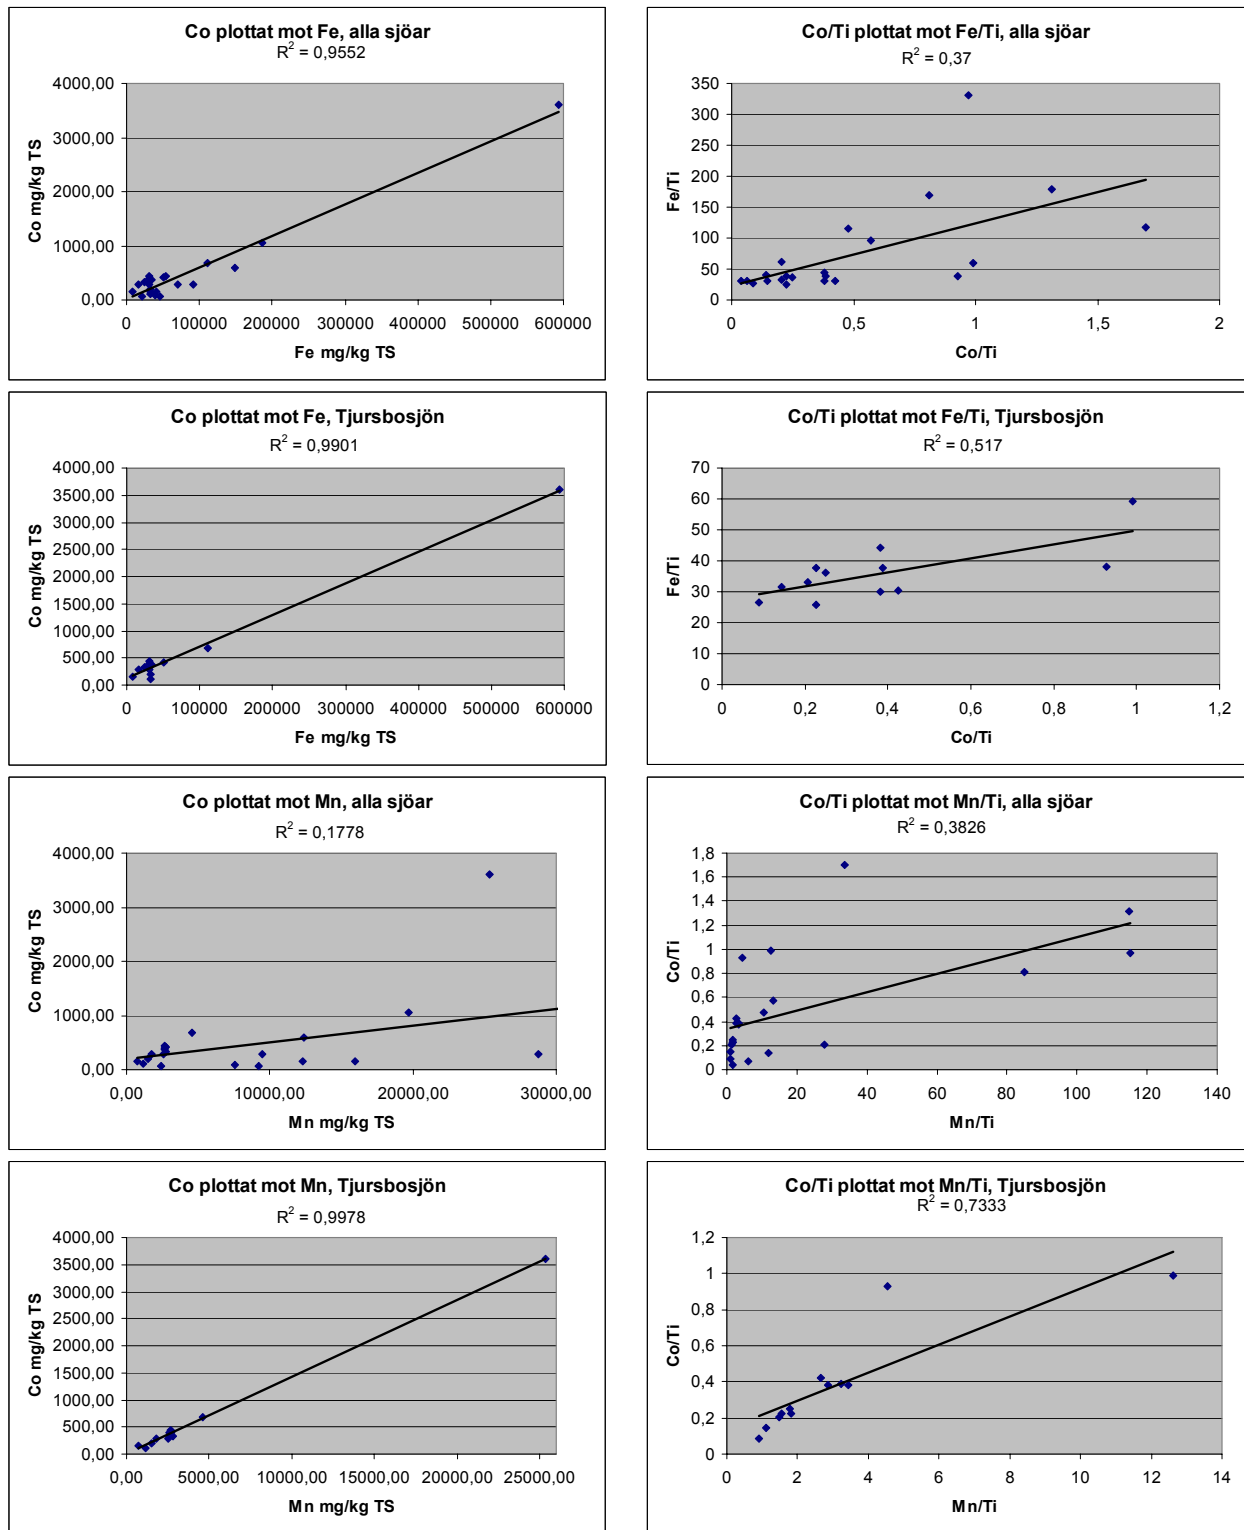 Co plottat mot Fe, alla sjöar
R² = 0,9552
4000,00
3000,00
2000,00
1000,00
0,00
0 100000 200000 300000 400000 500000 600000
Co mg/kg TS
Fe mg/kg TS
Co/Ti plottat mot Fe/Ti, alla sjöar
R² = 0,37
350
300
250
200
150
100
50
0
0 0,5 1 1,5 2
Fe/Ti
Co/Ti
Co plottat mot Fe, Tjursbosjön
R² = 0,9901
4000,00
3500,00
3000,00
2500,00
2000,00
1500,00
1000,00
500,00
0,00
0 100000 200000 300000 400000 500000 600000
Co mg/kg TS
Fe mg/kg TS
Co/Ti plottat mot Fe/Ti, Tjursbosjön
R² = 0,517
70
60
50
40
30
20
10
0
0 0,2 0,4 0,6 0,8 1 1,2
Fe/Ti
Co/Ti
Co plottat mot Mn, alla sjöar
R² = 0,1778
4000,00
3000,00
2000,00
1000,00
0,00
0,00 10000,00 20000,00 30000,00
Co mg/kg TS
Mn mg/kg TS
Co/Ti plottat mot Mn/Ti, alla sjöar
R² = 0,3826
1,8
1,6
1,4
1,2
1
0,8
0,6
0,4
0,2
0
0 20 40 60 80 100 120 140
Co/Ti
Mn/Ti
Co plottat mot Mn, Tjursbosjön
R² = 0,9978
4000,00
3500,00
3000,00
2500,00
2000,00
1500,00
1000,00
500,00
0,00
0,00 5000,00 10000,00 15000,00 20000,00 25000,00
Co mg/kg TS
Mn mg/kg TS
Co/Ti plottat mot Mn/Ti, Tjursbosjön
R² = 0,7333
1,2
1
0,8
0,6
0,4
0,2
0
0 2 4 6 8 10 12 14
Co/Ti
Mn/Ti